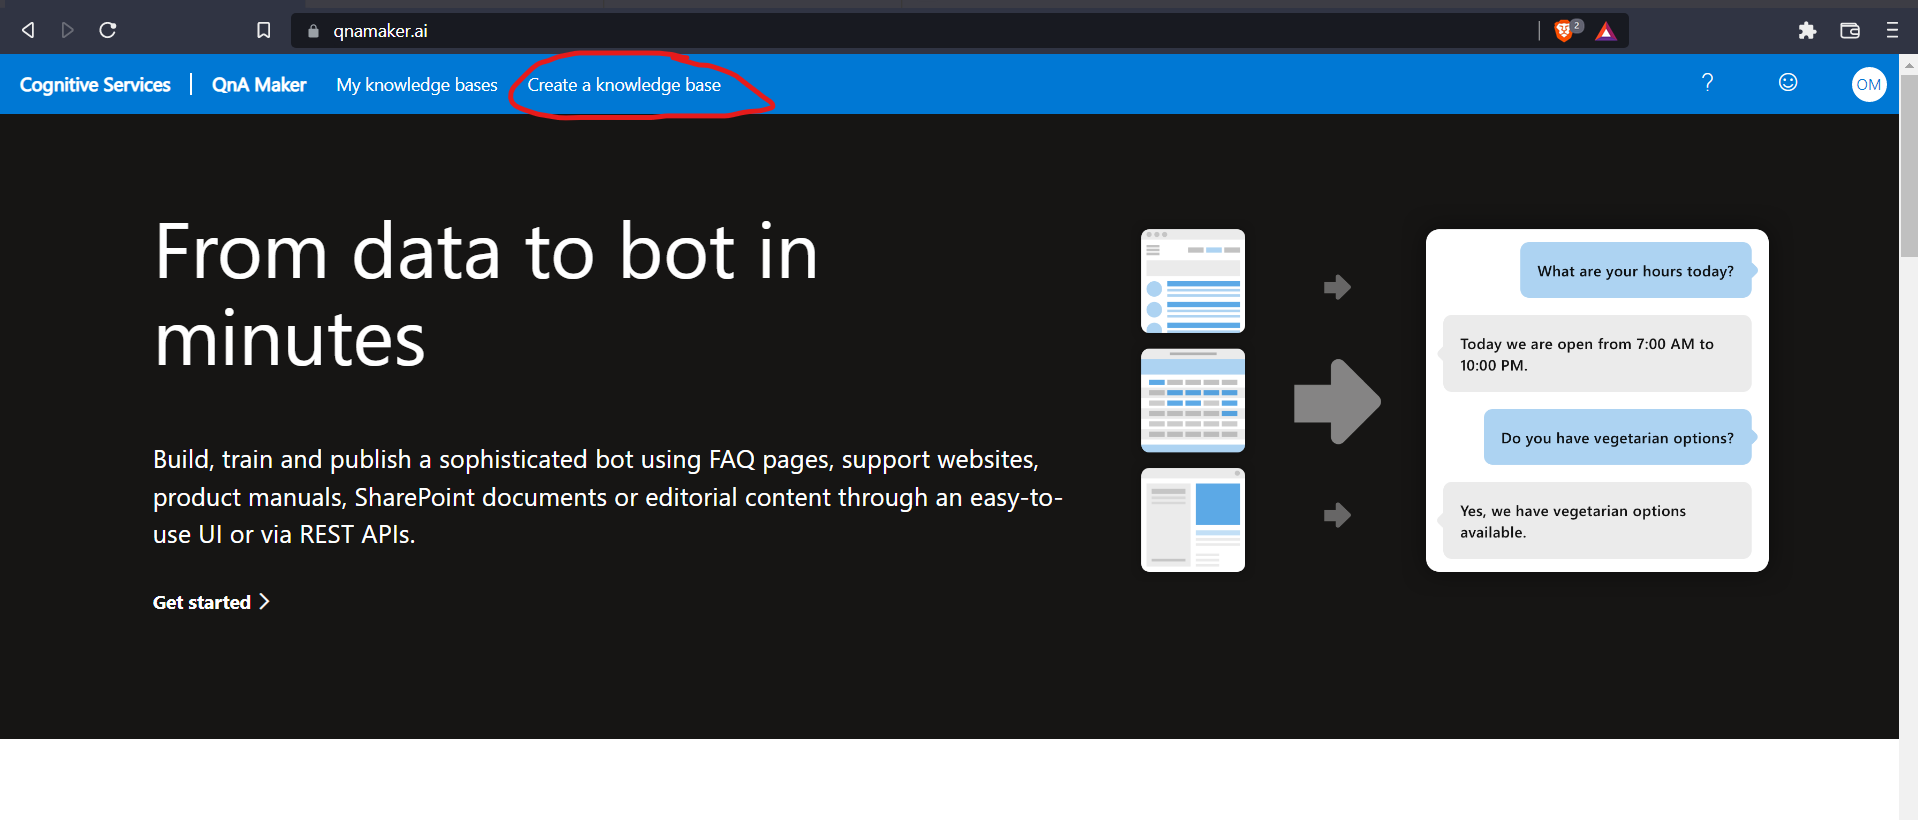 qnamaker.ai
2
Cognitive Services | QnA Maker My knowledge bases Create a knowledge base ? OM
From data to bot in
minutes
Build, train and publish a sophisticated bot using FAQ pages, support websites,
product manuals, SharePoint documents or editorial content through an easy-to-
use UI or via REST APIs.
Get started
What are your hours today?
Today we are open from 7:00 AM to
10:00 PM.
Do you have vegetarian options?
Yes, we have vegetarian options
available.